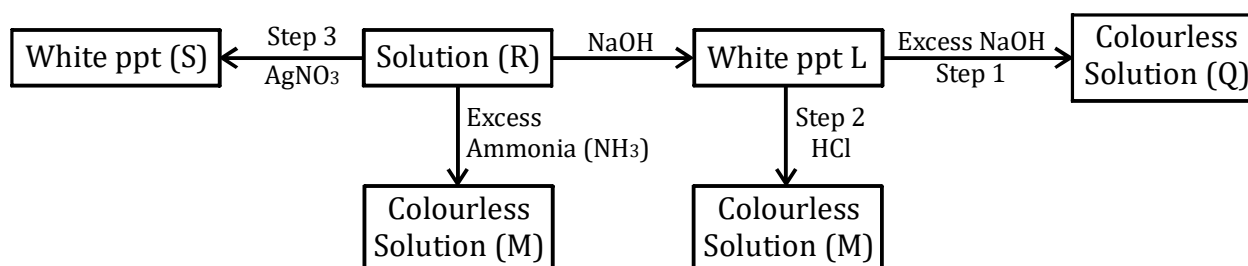 White ppt (S)
Step 3
AgNO₃
Solution (R)
NaOH
White ppt L
Excess NaOH
Step 1
Colourless
Solution (Q)
Excess
Ammonia (NH₃)
Step 2
HCl
Colourless
Solution (M)
Colourless
Solution (M)